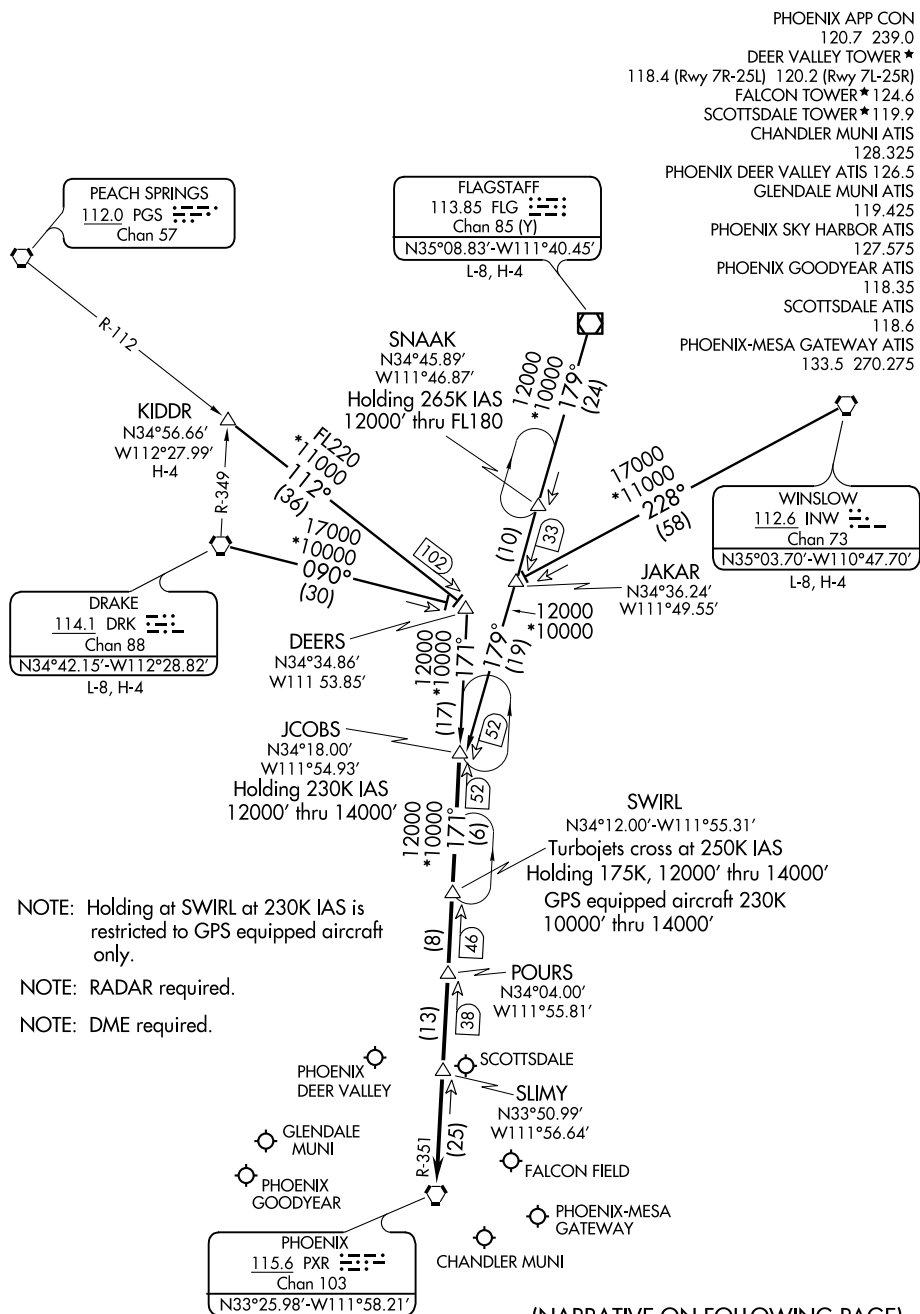 PHOENIX APP CON
120.7 239.0
DEER VALLEY TOWER★
118.4 (Rwy 7R-25L) 120.2 (Rwy 7L-25R)
FALCON TOWER★124.6
SCOTTSDALE TOWER★119.9
CHANDLER MUNI ATIS
128.325
PHOENIX DEER VALLEY ATIS 126.5
GLENDALE MUNI ATIS
119.425
PHOENIX SKY HARBOR ATIS
127.575
PHOENIX GOODYEAR ATIS
118.35
SCOTTSDALE ATIS
118.6
PHOENIX-MESA GATEWAY ATIS
133.5 270.275
PEACH SPRINGS
112.0 PGS
Chan 57
FLAGSTAFF
113.85 FLG
Chan 85 (Y)
N35°08.83'-W111°40.45'
L-8, H-4
R-112
SNAAK
N34°45.89'
W111°46.87'
Holding 265K IAS
12000' thru FL180
12000
*10000
179°
(24)
KIDDR
N34°56.66'
W112°27.99'
H-4
R-349
FL220
*11000
112°
(36)
17000
*11000
228°
(58)
WINSLOW
112.6 INW
Chan 73
N35°03.70'-W110°47.70'
L-8, H-4
17000
*10000
090°
(30)
102
(10)
33
JAKAR
N34°36.24'
W111°49.55'
DRAKE
114.1 DRK
Chan 88
N34°42.15'-W112°28.82'
L-8, H-4
DEERS
N34°34.86'
W111 53.85'
12000
*10000
171°
(17)
12000
*10000
179°
(19)
52
JCOBS
N34°18.00'
W111°54.93'
Holding 230K IAS
12000' thru 14000'
52
12000
*10000
171°
(6)
SWIRL
N34°12.00'-W111°55.31'
Turbojets cross at 250K IAS
Holding 175K, 12000' thru 14000'
GPS equipped aircraft 230K
10000' thru 14000'
NOTE: Holding at SWIRL at 230K IAS is
restricted to GPS equipped aircraft
only.
NOTE: RADAR required.
NOTE: DME required.
(8)
46
POURS
N34°04.00'
W111°55.81'
(13)
38
PHOENIX
DEER VALLEY
SCOTTSDALE
SLIMY
N33°50.99'
W111°56.64'
GLENDALE
MUNI
R-351
(25)
FALCON FIELD
PHOENIX
GOODYEAR
PHOENIX-MESA
GATEWAY
CHANDLER MUNI
PHOENIX
115.6 PXR
Chan 103
N33°25.98'-W111°58.21'
(NARRATIVE ON FOLLOWING PAGE)